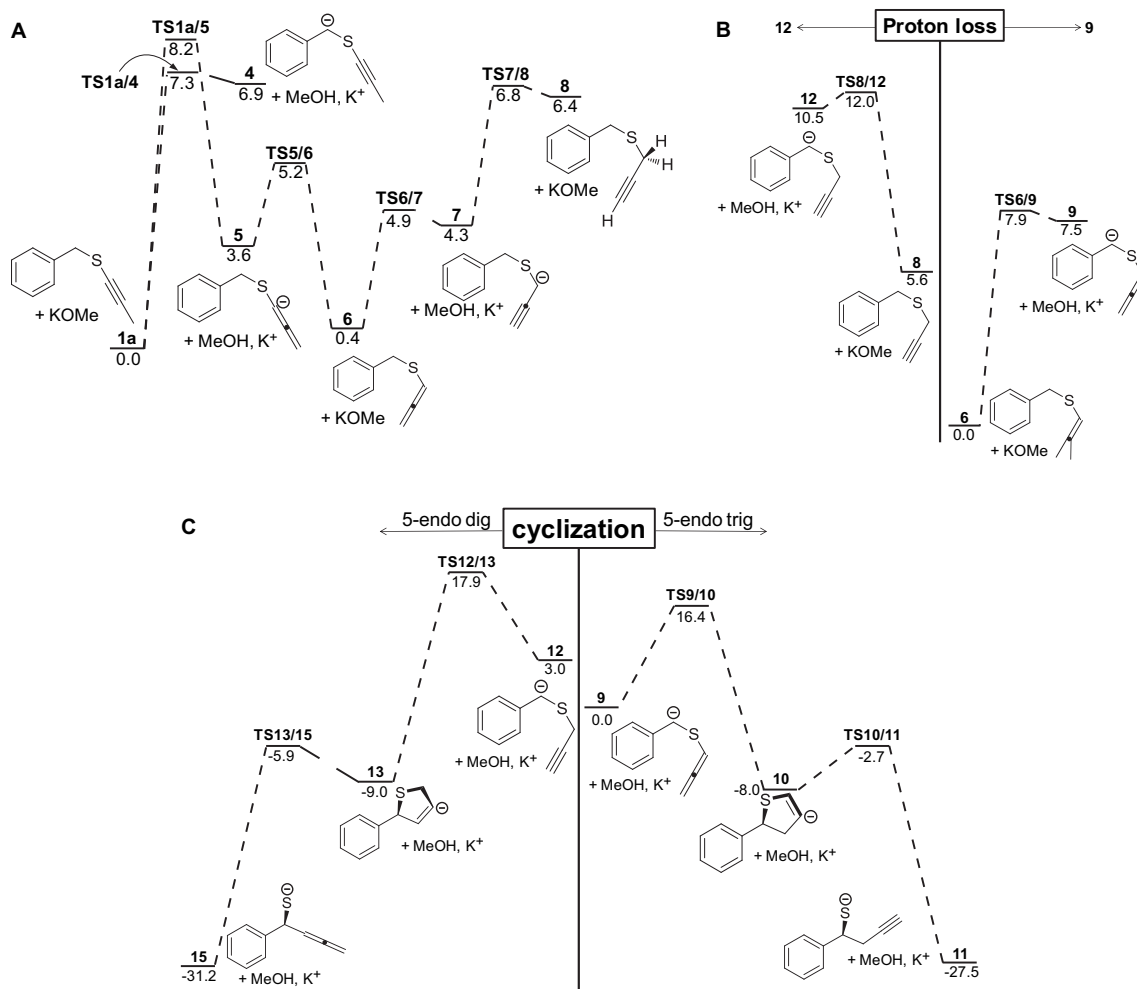 A
TS1a/5
8.2
TS1a/4
7.3
4
6.9
⊖
S
+ MeOH, K+
TS7/8
6.8
8
6.4
S
H
H
H
+ KOMe
TS5/6
5.2
TS6/7
4.9
7
4.3
S
⊖
+ MeOH, K+
5
3.6
S
⊖
+ MeOH, K+
S
+ KOMe
1a
0.0
6
0.4
S
+ KOMe
B
12
Proton loss
9
TS8/12
12.0
12
10.5
⊖
S
+ MeOH, K+
8
5.6
S
+ KOMe
TS6/9
7.9
9
7.5
⊖
S
+ MeOH, K+
6
0.0
S
+ KOMe
C
5-endo dig
cyclization
5-endo trig
TS12/13
17.9
12
3.0
⊖
S
+ MeOH, K+
TS13/15
-5.9
13
-9.0
S
⊖
+ MeOH, K+
15
-31.2
⊖
S
+ MeOH, K+
TS9/10
16.4
9
0.0
⊖
S
+ MeOH, K+
10
-8.0
S
⊖
+ MeOH, K+
TS10/11
-2.7
⊖
S
+ MeOH, K+
11
-27.5